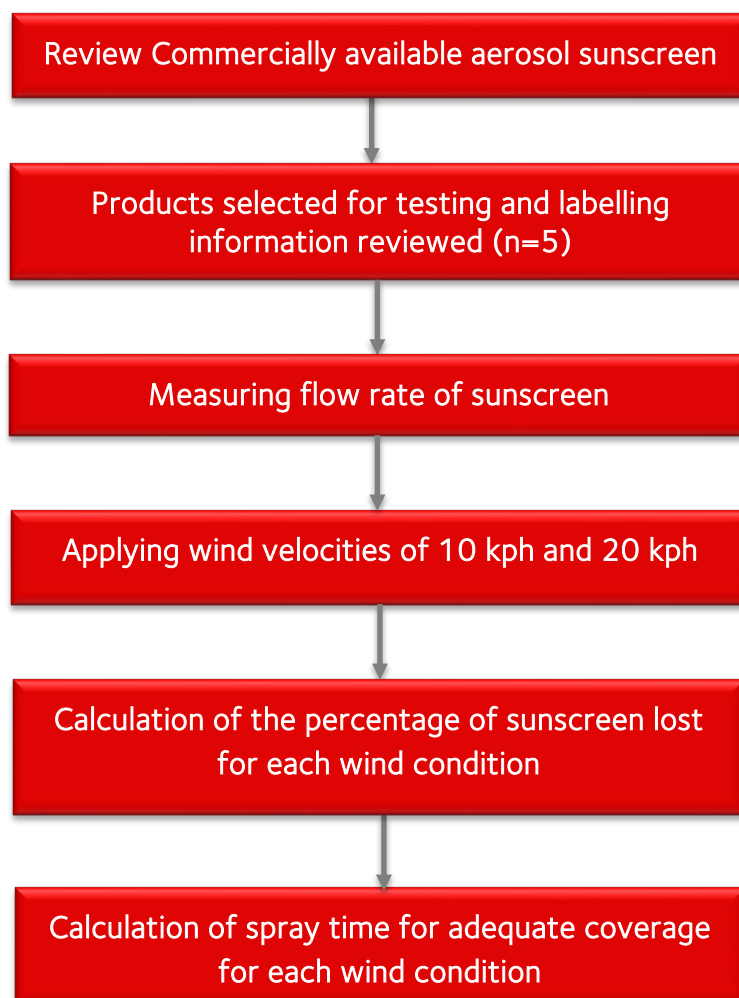 Review Commercially available aerosol sunscreen
Products selected for testing and labelling
information reviewed (n=5)
Measuring flow rate of sunscreen
Applying wind velocities of 10 kph and 20 kph
Calculation of the percentage of sunscreen lost
for each wind condition
Calculation of spray time for adequate coverage
for each wind condition